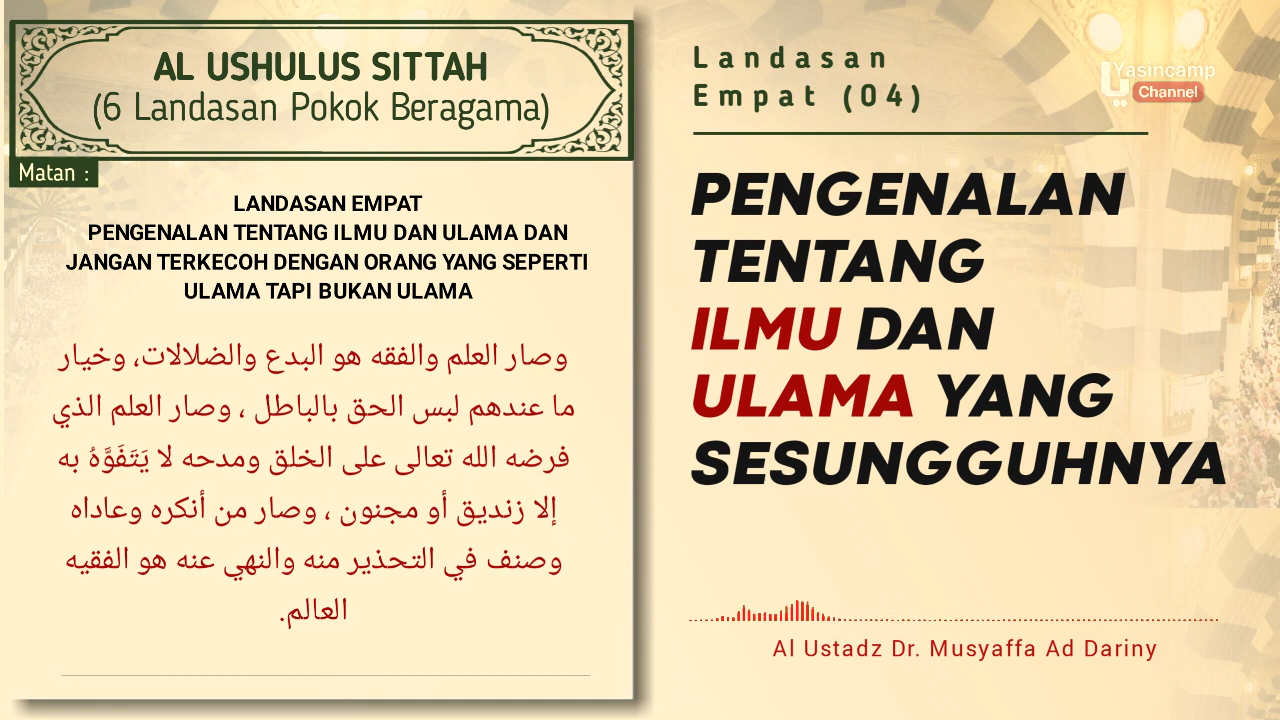 AL USHULUS SITTAH
(6 Landasan Pokok Beragama)
Matan :
LANDASAN EMPAT
PENGENALAN TENTANG ILMU DAN ULAMA DAN
JANGAN TERKECOH DENGAN ORANG YANG SEPERTI
ULAMA TAPI BUKAN ULAMA
وصار العلم والفقه هو البدع والضلالات، وخيار
ما عندهم لبس الحق بالباطل ، وصار العلم الذي
فرضه الله تعالى على الخلق ومدحه لا يَتَفَوَّهُ به
إلا زنديق أو مجنون ، وصار من أنكره وعاداه
وصنف في التحذير منه والنهي عنه هو الفقيه
العالم.
Landasan
Empat (04)
Yasincamp
Channel
PENGENALAN
TENTANG
ILMU DAN
ULAMA YANG
SESUNGGUHNYA
Al Ustadz Dr. Musyaffa Ad Dariny